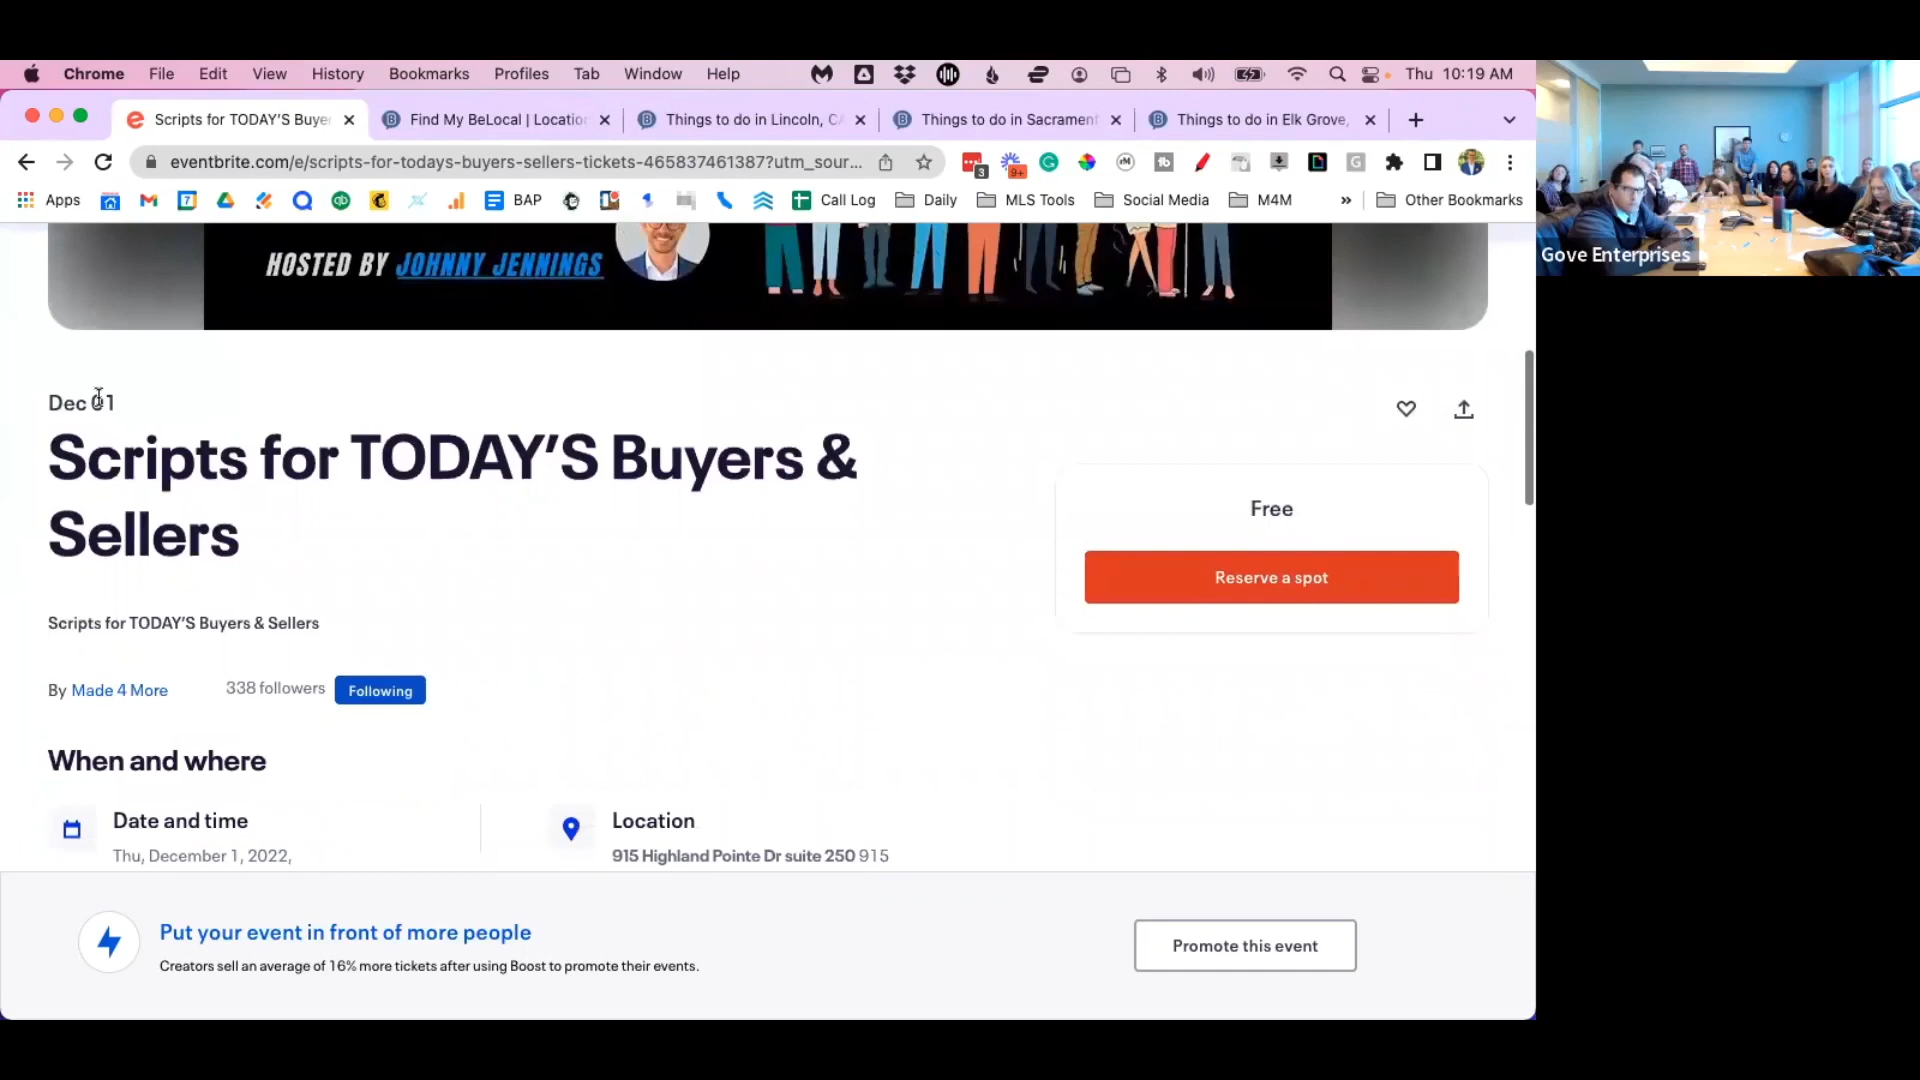 Chrome File Edit View History Bookmarks Profiles Tab Window Help Thu 10:19 AM
Scripts for TODAY'S Buye
Find My BeLocal | Locatio
Things to do in Lincoln, CA
Things to do in Sacrament
Things to do in Elk Grove,
eventbrite.com/e/scripts-for-todays-buyers-sellers-tickets-465837461387?utm_sour...
3
9+
Apps
7
BAP
Call Log
Daily
MLS Tools
Social Media
M4M
»
Other Bookmarks
Gove Enterprises
HOSTED BY JOHNNY JENNINGS
Dec 01
Scripts for TODAY'S Buyers &
Sellers
Free
Reserve a spot
Scripts for TODAY'S Buyers & Sellers
By Made 4 More 338 followers Following
When and where
Date and time
Thu, December 1, 2022,
Location
915 Highland Pointe Dr suite 250 915
Put your event in front of more people
Creators sell an average of 16% more tickets after using Boost to promote their events.
Promote this event